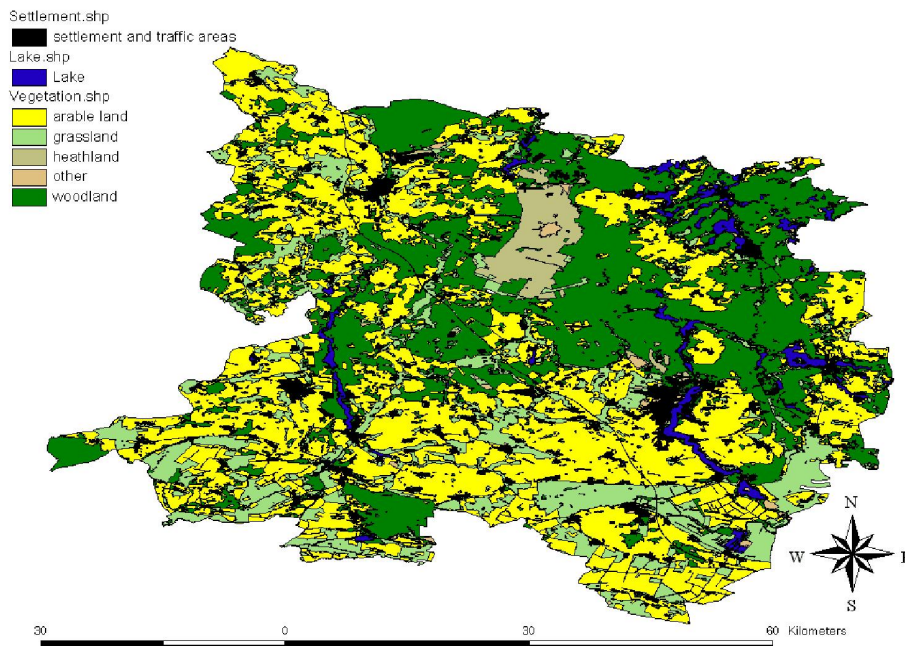 Settlement.shp
settlement and traffic areas
Lake.shp
Lake
Vegetation.shp
arable land
grassland
heathland
other
woodland
N
W E
S
30 0 30 60 Kilometers